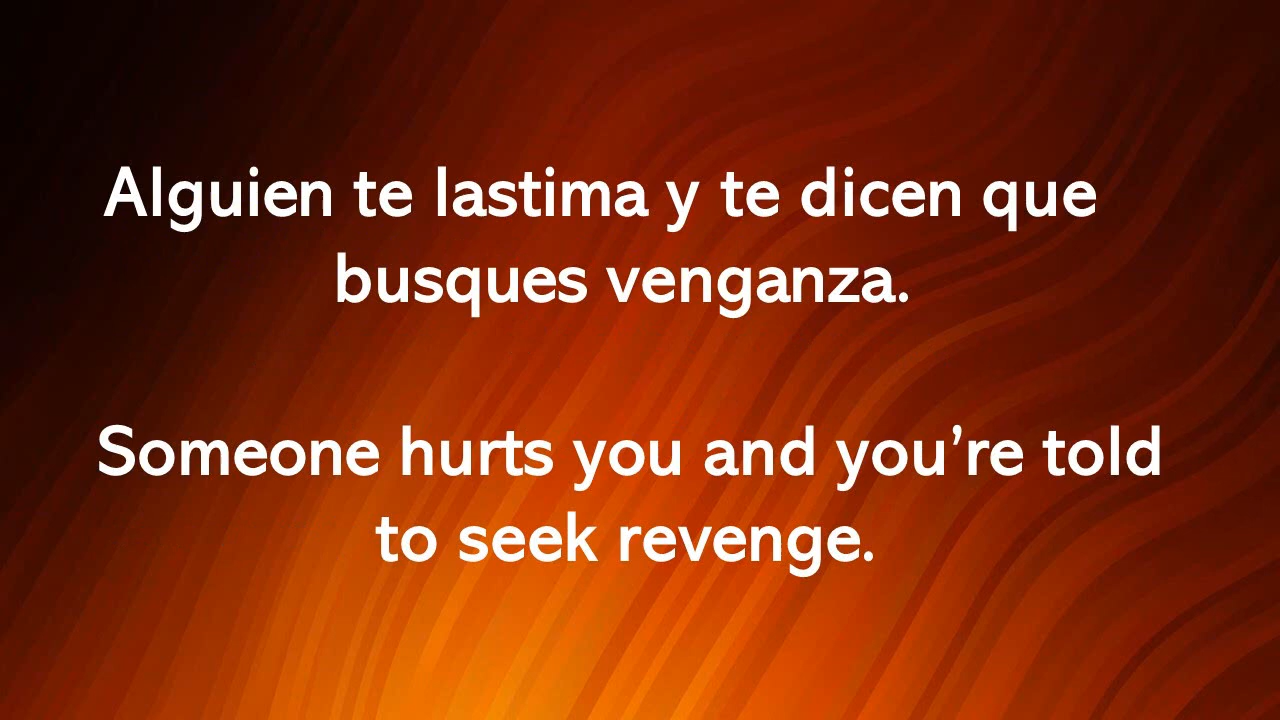 Alguien te lastima y te dicen que
busques venganza.
Someone hurts you and you’re told
to seek revenge.